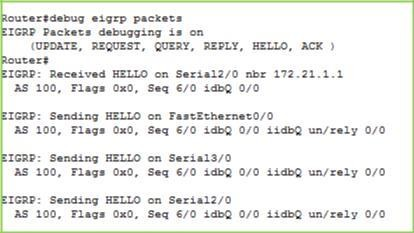 Router#debug eigrp packets
EIGRP Packets debugging is on
(UPDATE, REQUEST, QUERY, REPLY, HELLO, ACK )
Router#
EIGRP: Received HELLO on Serial2/0 nbr 172.21.1.1
AS 100, Flags 0x0, Seq 6/0 idbQ 0/0
EIGRP: Sending HELLO on FastEthernet0/0
AS 100, Flags 0x0, Seq 6/0 idbQ 0/0 iidbQ un/rely 0/0
EIGRP: Sending HELLO on Serial3/0
AS 100, Flags 0x0, Seq 6/0 idbQ 0/0 iidbQ un/rely 0/0
EIGRP: Sending HELLO on Serial2/0
AS 100, Flags 0x0, Seq 6/0 idbQ 0/0 iidbQ un/rely 0/0